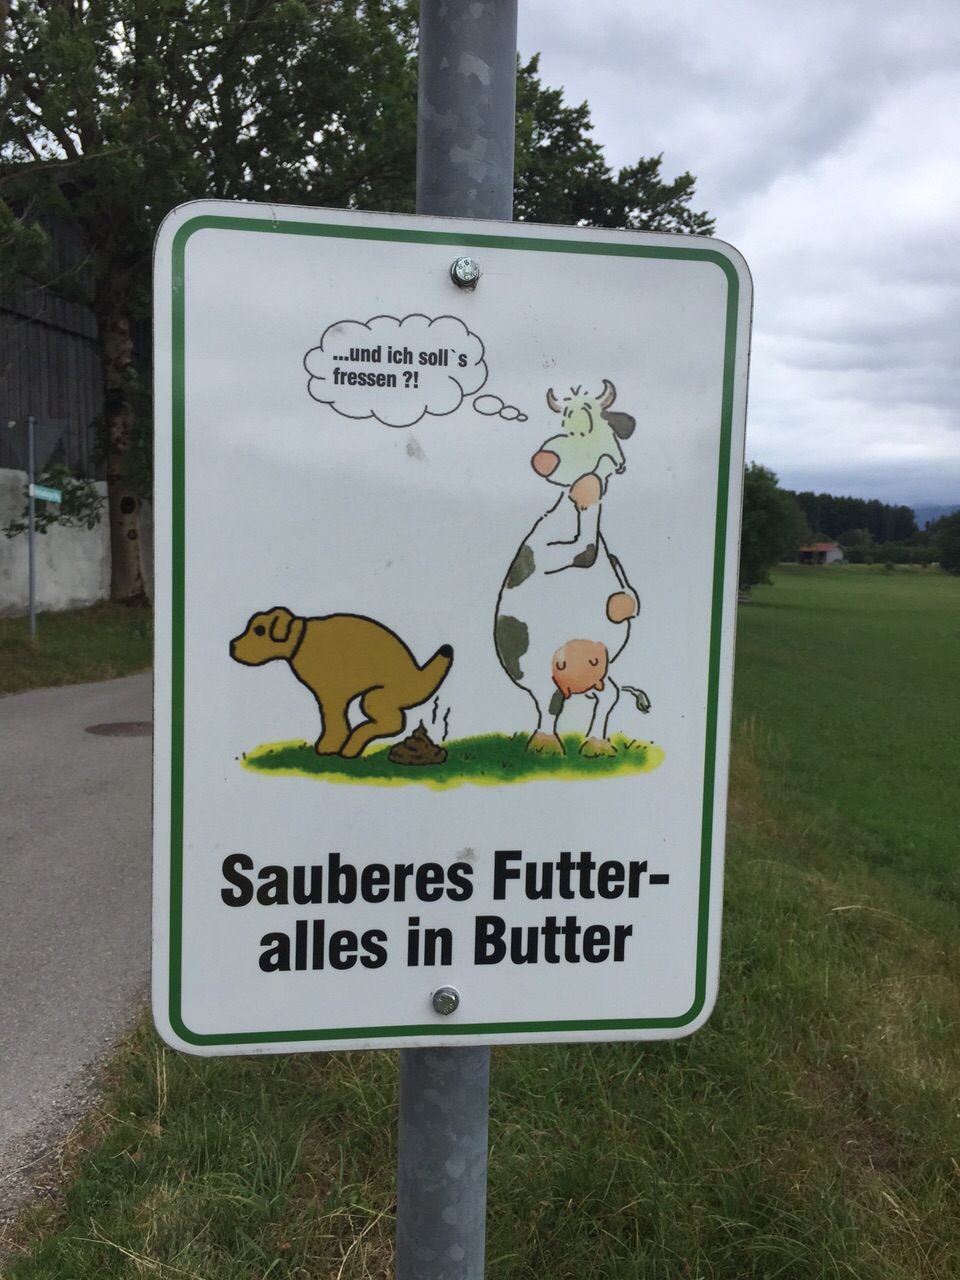 ...und ich soll`s
fressen ?!
Sauberes Futter-
alles in Butter